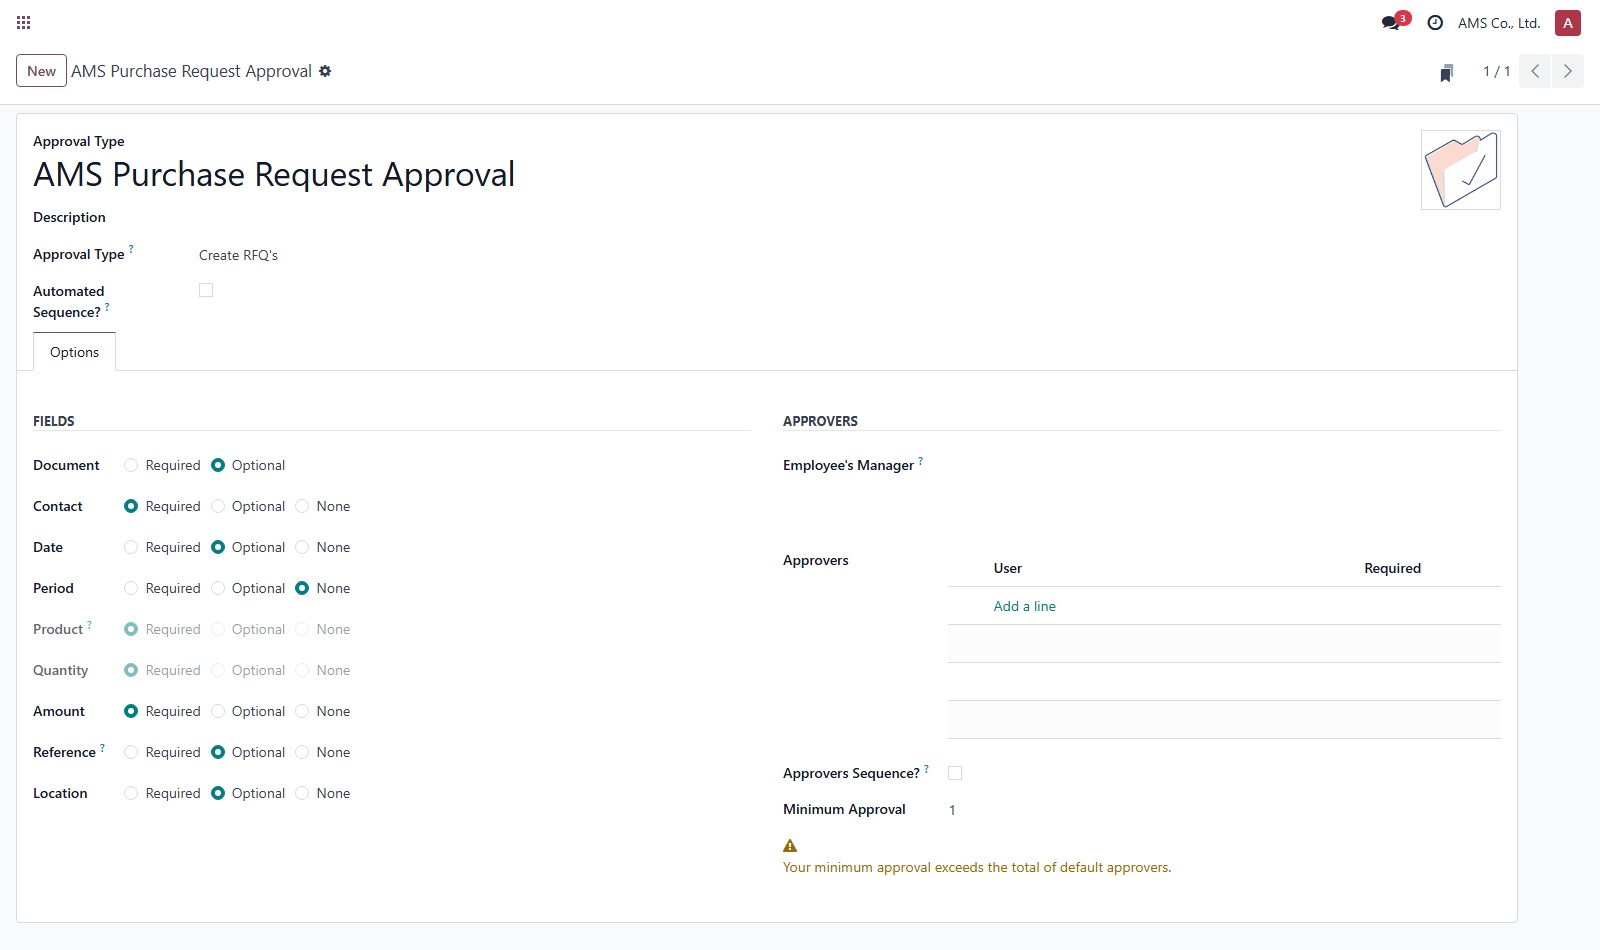 3 AMS Co., Ltd. A
New AMS Purchase Request Approval 1 / 1
Approval Type
AMS Purchase Request Approval
Description
Approval Type ? Create RFQ's
Automated
Sequence? ?
Options
FIELDS
Document Required Optional
Contact Required Optional None
Date Required Optional None
Period Required Optional None
Product ? Required Optional None
Quantity Required Optional None
Amount Required Optional None
Reference ? Required Optional None
Location Required Optional None
APPROVERS
Employee's Manager ?
Approvers
User Required
Add a line
Approvers Sequence? ?
Minimum Approval 1
Your minimum approval exceeds the total of default approvers.